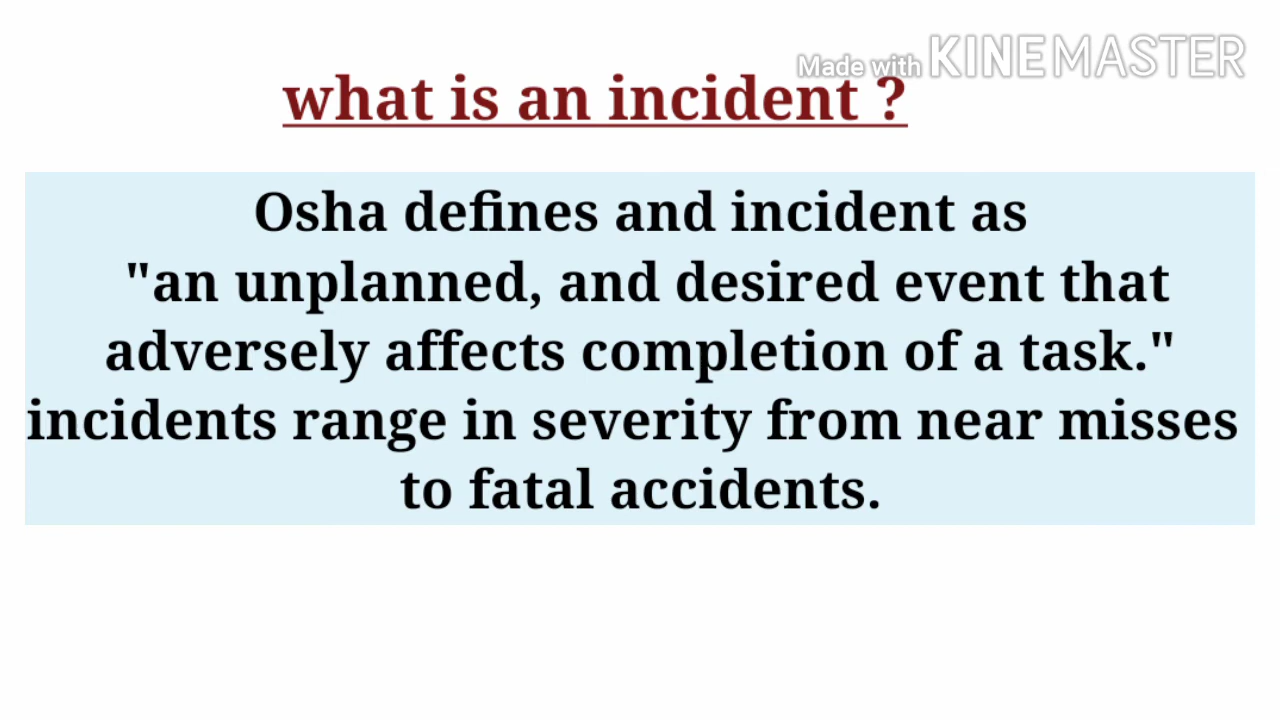 Made with KINEMASTER
what is an incident ?
Osha defines and incident as
"an unplanned, and desired event that
adversely affects completion of a task."
incidents range in severity from near misses
to fatal accidents.